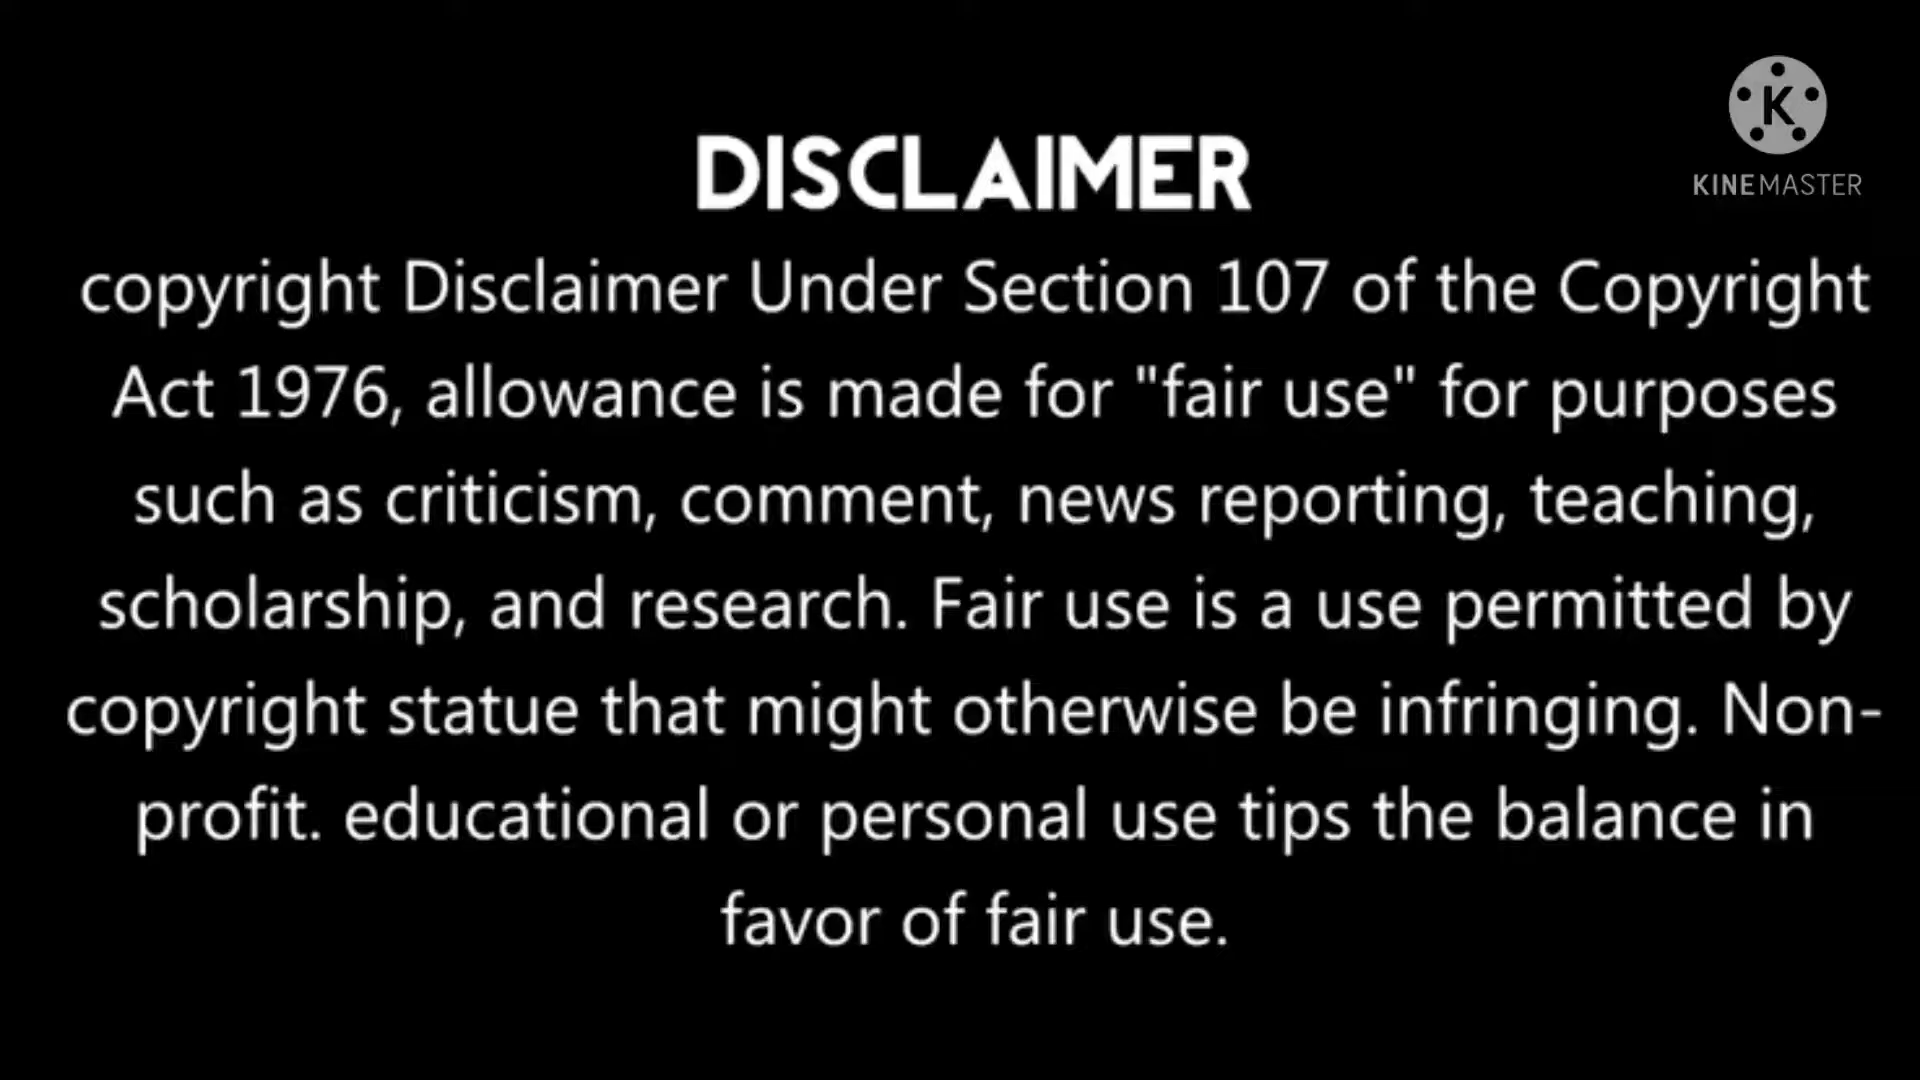 K
KINEMASTER
DISCLAIMER
copyright Disclaimer Under Section 107 of the Copyright
Act 1976, allowance is made for "fair use" for purposes
such as criticism, comment, news reporting, teaching,
scholarship, and research. Fair use is a use permitted by
copyright statue that might otherwise be infringing. Non-
profit. educational or personal use tips the balance in
favor of fair use.